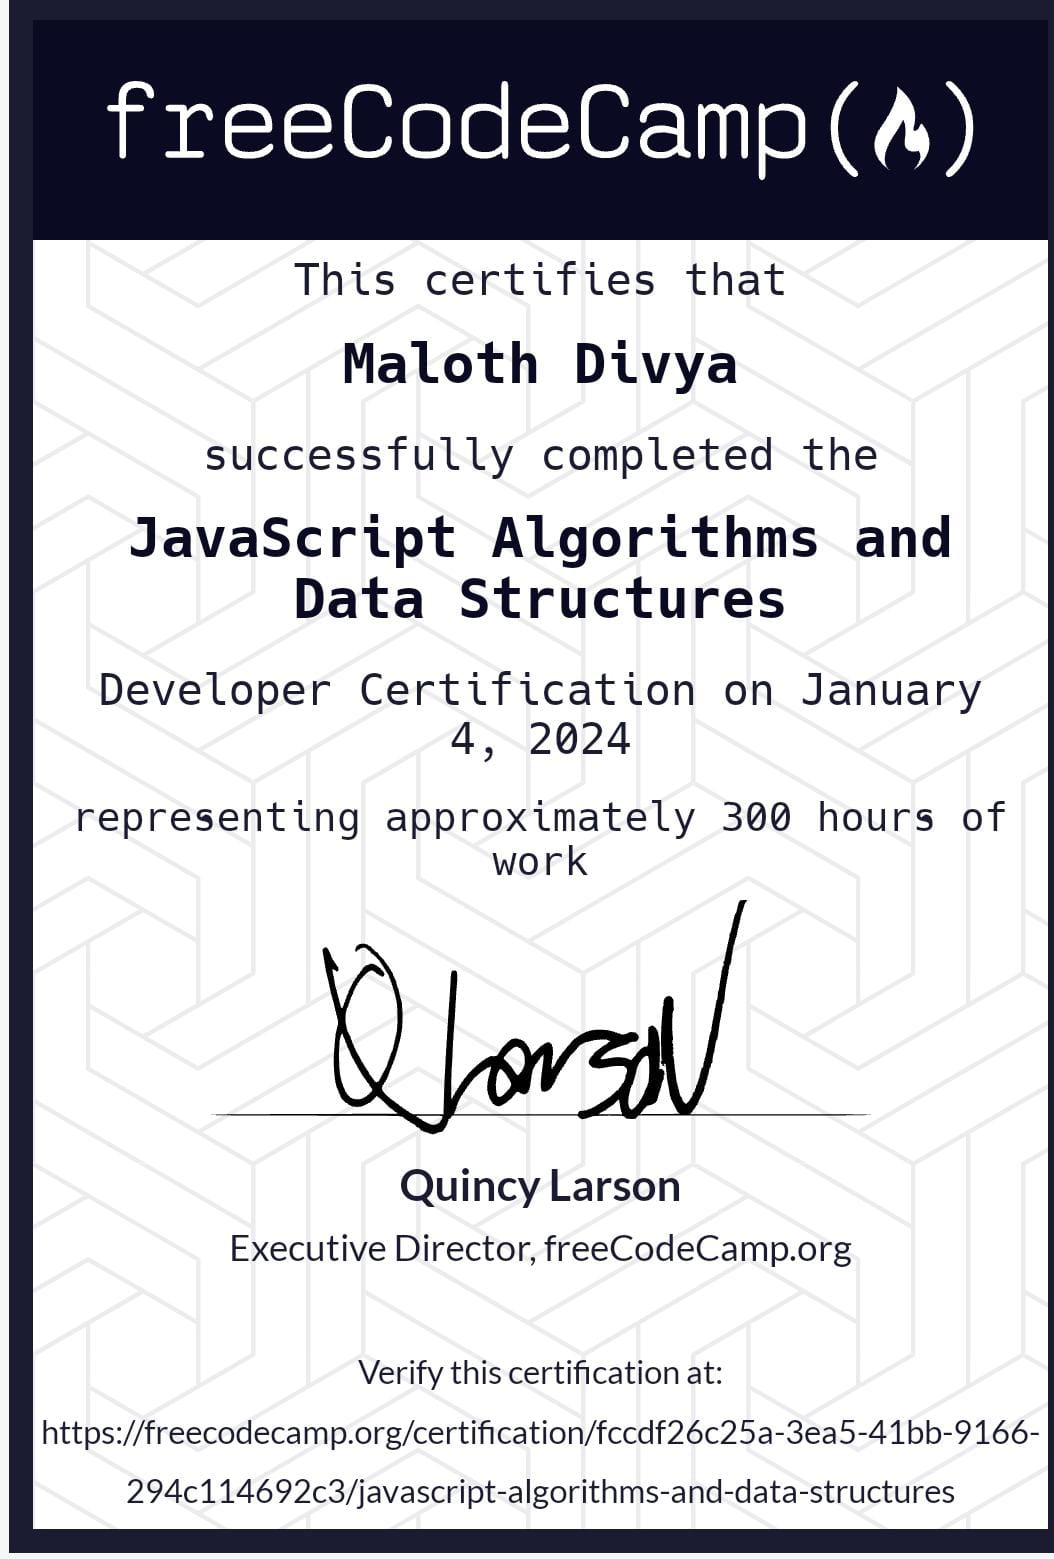 freeCodeCamp
This certifies that
Maloth Divya
successfully completed the
JavaScript Algorithms and
Data Structures
Developer Certification on January
4, 2024
representing approximately 300 hours of
work
Q Larson
Quincy Larson
Executive Director, freeCodeCamp.org
Verify this certification at:
https://freecodecamp.org/certification/fccdf26c25a-3ea5-41bb-9166-
294c114692c3/javascript-algorithms-and-data-structures